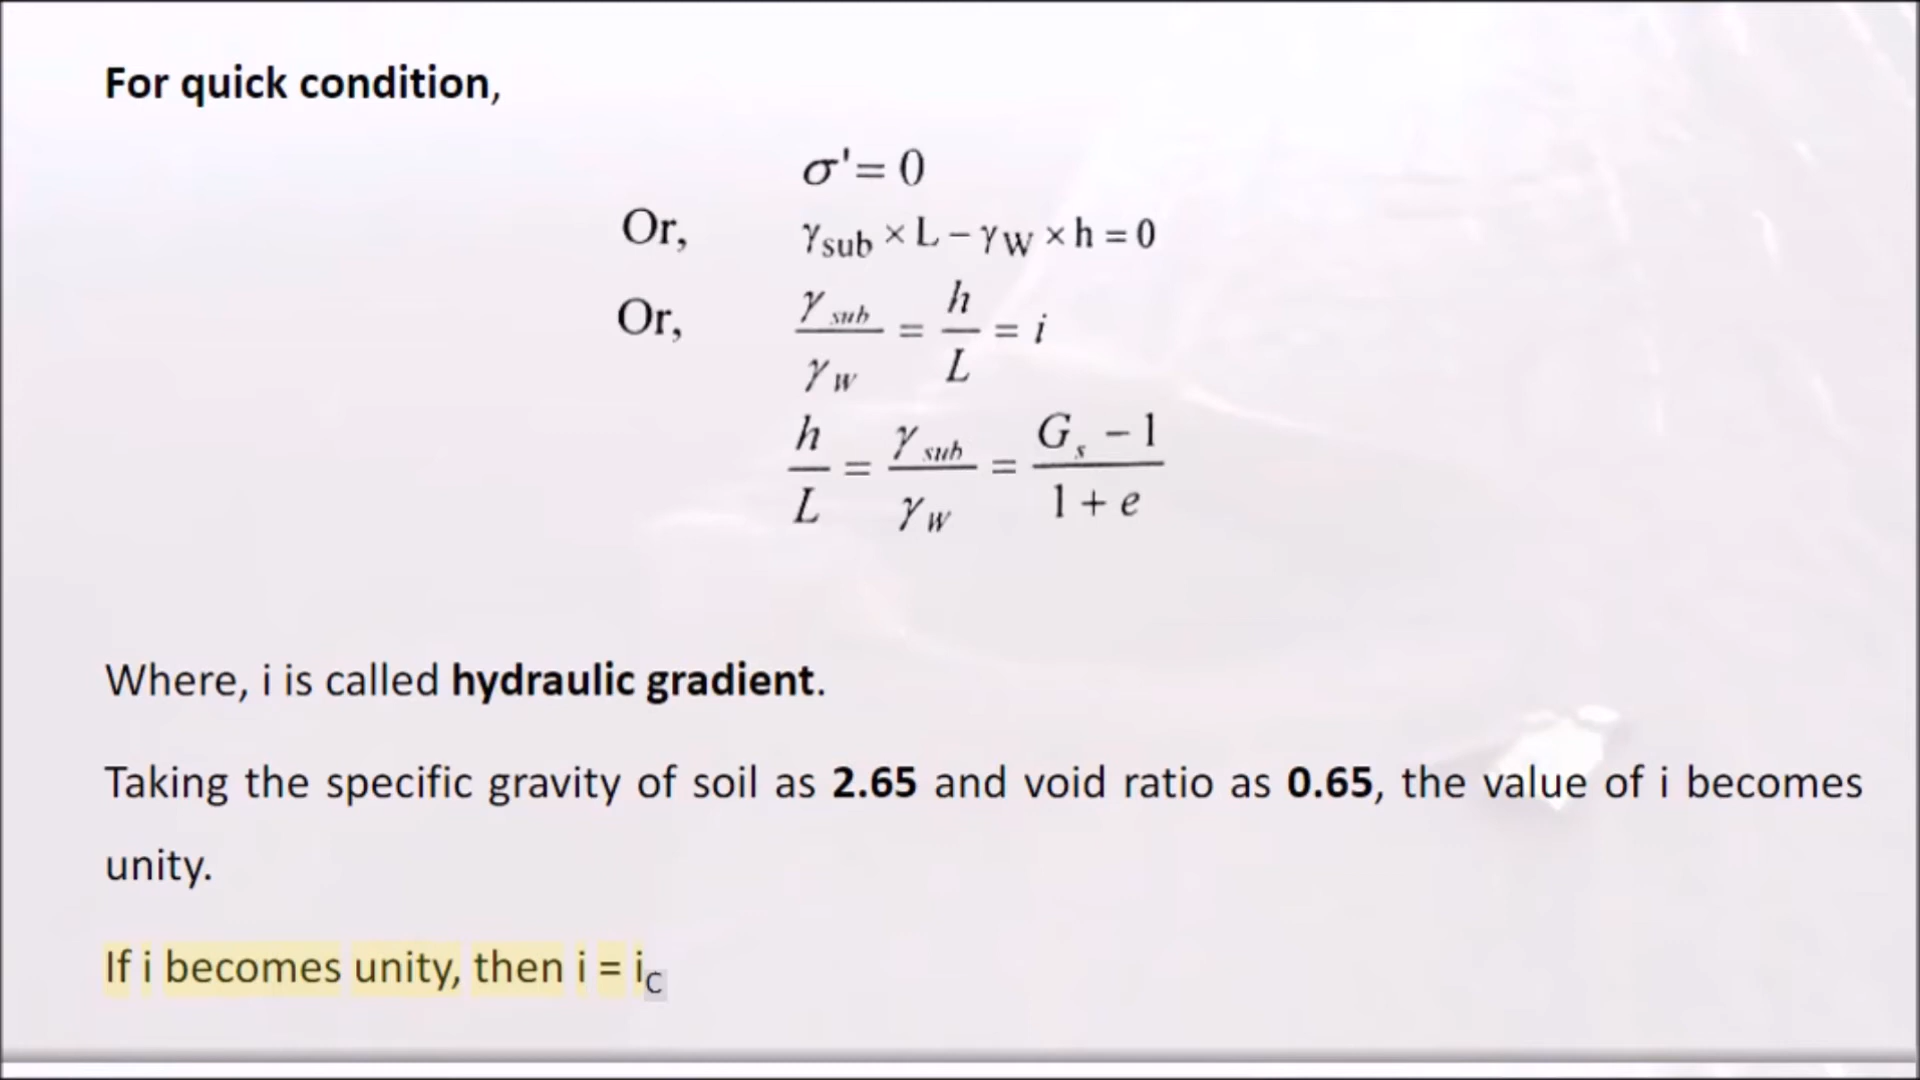 For quick condition,
σ' = 0
Or, γsub × L − γw × h = 0
Or, γsub / γw = h / L = i
h / L = γsub / γw = Gs − 1 / 1 + e
Where, i is called hydraulic gradient.
Taking the specific gravity of soil as 2.65 and void ratio as 0.65, the value of i becomes
unity.
If i becomes unity, then i = ic